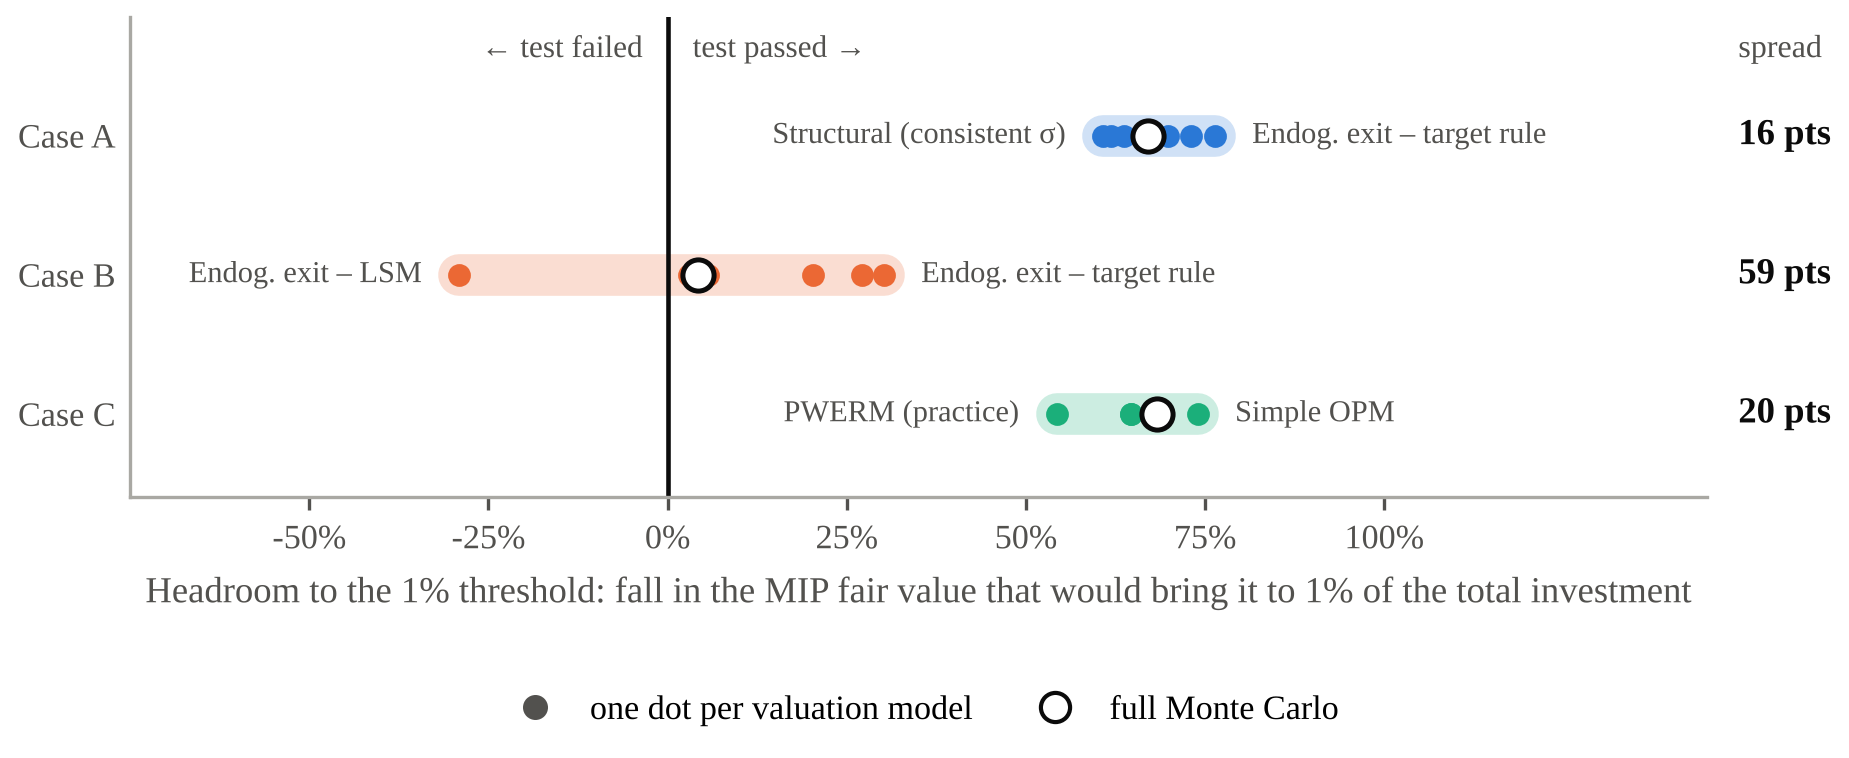 ← test failed
test passed →
spread
Case A
Structural (consistent σ)
Endog. exit – target rule
16 pts
Case B
Endog. exit – LSM
Endog. exit – target rule
59 pts
Case C
PWERM (practice)
Simple OPM
20 pts
-50%
-25%
0%
25%
50%
75%
100%
Headroom to the 1% threshold: fall in the MIP fair value that would bring it to 1% of the total investment
one dot per valuation model
full Monte Carlo